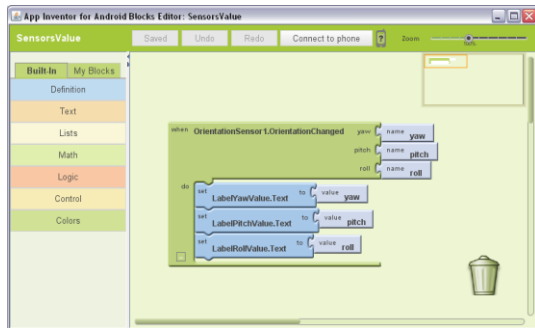 App Inventor for Android Blocks Editor: SensorsValue
SensorsValue Saved Undo Redo Connect to phone ? Zoom
Built-In My Blocks
Definition
Text
Lists
Math
Logic
Control
Colors
when OrientationSensor1.OrientationChanged yaw name yaw
pitch name pitch
roll name roll
do
set LabelYawValue.Text to value yaw
set LabelPitchValue.Text to value pitch
set LabelRollValue.Text to value roll